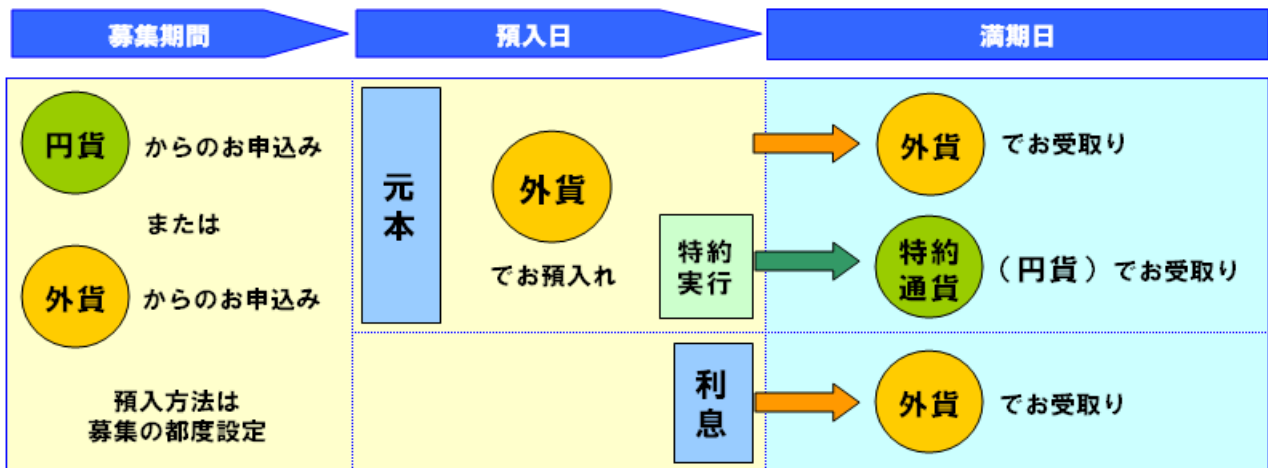 募集期間
預入日
満期日
円貨 からのお申込み
または
外貨 からのお申込み
預入方法は
募集の都度設定
元
本
外貨
でお預入れ
特約
実行
外貨 でお受取り
特約
通貨
（円貨）でお受取り
利
息
外貨 でお受取り